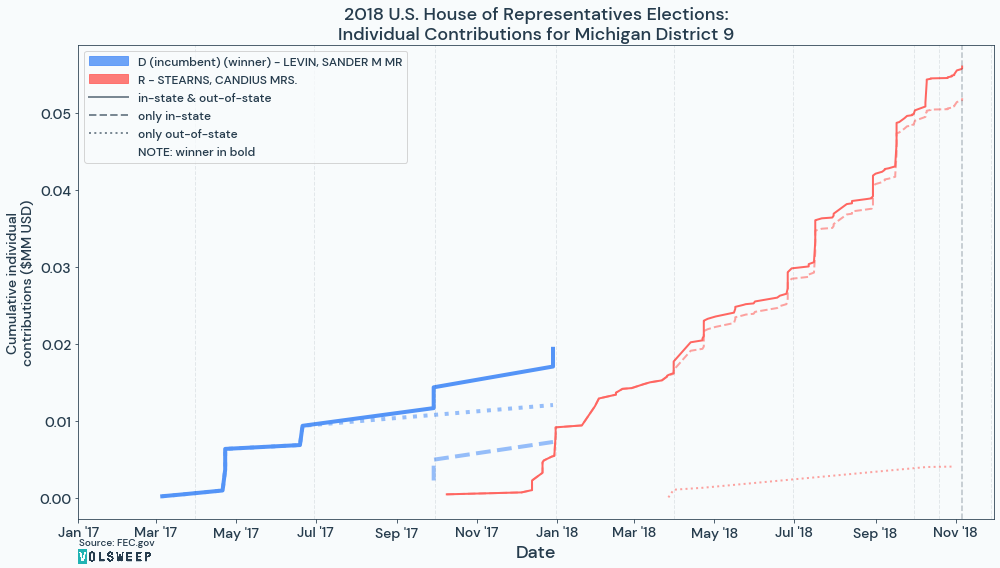 2018 U.S. House of Representatives Elections:
Individual Contributions for Michigan District 9
D (incumbent) (winner) - LEVIN, SANDER M MR
R - STEARNS, CANDIUS MRS.
in-state & out-of-state
only in-state
only out-of-state
NOTE: winner in bold
Cumulative individual
contributions ($MM USD)
0.05
0.04
0.03
0.02
0.01
0.00
Jan '17
Mar '17
May '17
Jul '17
Sep '17
Nov '17
Jan '18
Mar '18
May '18
Jul '18
Sep '18
Nov '18
Date
Source: FEC.gov
VOLSWEEP